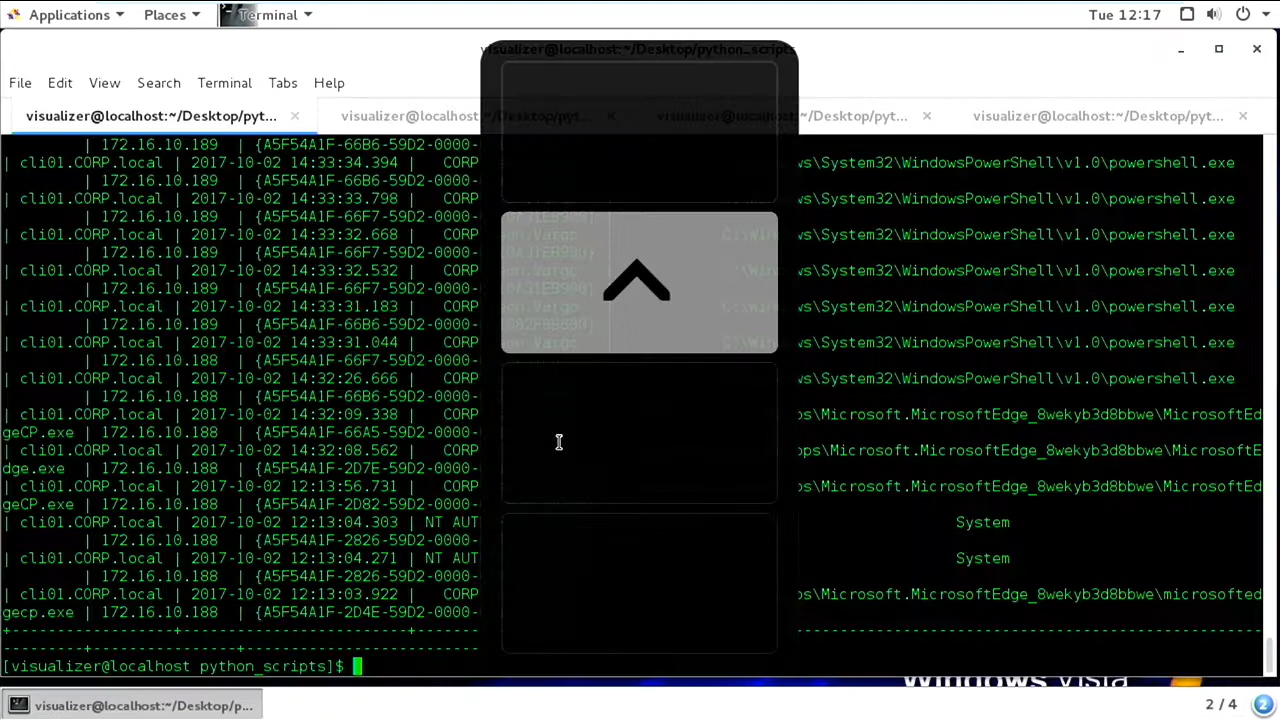 Applications Places Terminal Tue 12:17
visualizer@localhost:~/Desktop/python_scripts
File Edit View Search Terminal Tabs Help
visualizer@localhost:~/Desktop/pyt... visualizer@localhost:~/Desktop/pyt... visualizer@localhost:~/Desktop/pyt... visualizer@localhost:~/Desktop/pyt...
| 172.16.10.189 | {A5F54A1F-66B6-59D2-0000-
| cli01.CORP.local | 2017-10-02 14:33:34.394 | CORP ws\System32\WindowsPowerShell\v1.0\powershell.exe
| 172.16.10.189 | {A5F54A1F-66B6-59D2-0000-
| cli01.CORP.local | 2017-10-02 14:33:33.798 | CORP ws\System32\WindowsPowerShell\v1.0\powershell.exe
| 172.16.10.189 | {A5F54A1F-66F7-59D2-0000-
| cli01.CORP.local | 2017-10-02 14:33:32.668 | CORP ws\System32\WindowsPowerShell\v1.0\powershell.exe
| 172.16.10.189 | {A5F54A1F-66F7-59D2-0000-
| cli01.CORP.local | 2017-10-02 14:33:32.532 | CORP ws\System32\WindowsPowerShell\v1.0\powershell.exe
| 172.16.10.189 | {A5F54A1F-66F7-59D2-0000-
| cli01.CORP.local | 2017-10-02 14:33:31.183 | CORP ws\System32\WindowsPowerShell\v1.0\powershell.exe
| 172.16.10.189 | {A5F54A1F-66B6-59D2-0000-
| cli01.CORP.local | 2017-10-02 14:33:31.044 | CORP ws\System32\WindowsPowerShell\v1.0\powershell.exe
| 172.16.10.188 | {A5F54A1F-66F7-59D2-0000-
| cli01.CORP.local | 2017-10-02 14:32:26.666 | CORP ws\System32\WindowsPowerShell\v1.0\powershell.exe
| 172.16.10.188 | {A5F54A1F-66B6-59D2-0000-
| cli01.CORP.local | 2017-10-02 14:32:09.338 | CORP ps\Microsoft.MicrosoftEdge_8wekyb3d8bbwe\MicrosoftEd
geCP.exe | 172.16.10.188 | {A5F54A1F-66A5-59D2-0000-
| cli01.CORP.local | 2017-10-02 14:32:08.562 | CORP pps\Microsoft.MicrosoftEdge_8wekyb3d8bbwe\MicrosoftE
dge.exe | 172.16.10.188 | {A5F54A1F-2D7E-59D2-0000-
| cli01.CORP.local | 2017-10-02 12:13:56.731 | CORP ps\Microsoft.MicrosoftEdge_8wekyb3d8bbwe\MicrosoftEd
geCP.exe | 172.16.10.188 | {A5F54A1F-2D82-59D2-0000-
| cli01.CORP.local | 2017-10-02 12:13:04.303 | NT AUT System
| 172.16.10.188 | {A5F54A1F-2826-59D2-0000-
| cli01.CORP.local | 2017-10-02 12:13:04.271 | NT AUT System
| 172.16.10.188 | {A5F54A1F-2826-59D2-0000-
| cli01.CORP.local | 2017-10-02 12:13:03.922 | CORP ps\Microsoft.MicrosoftEdge_8wekyb3d8bbwe\microsofted
gecp.exe | 172.16.10.188 | {A5F54A1F-2D4E-59D2-0000-
[visualizer@localhost python_scripts]$
Windows Vista
visualizer@localhost:~/Desktop/p... 2 / 4 2